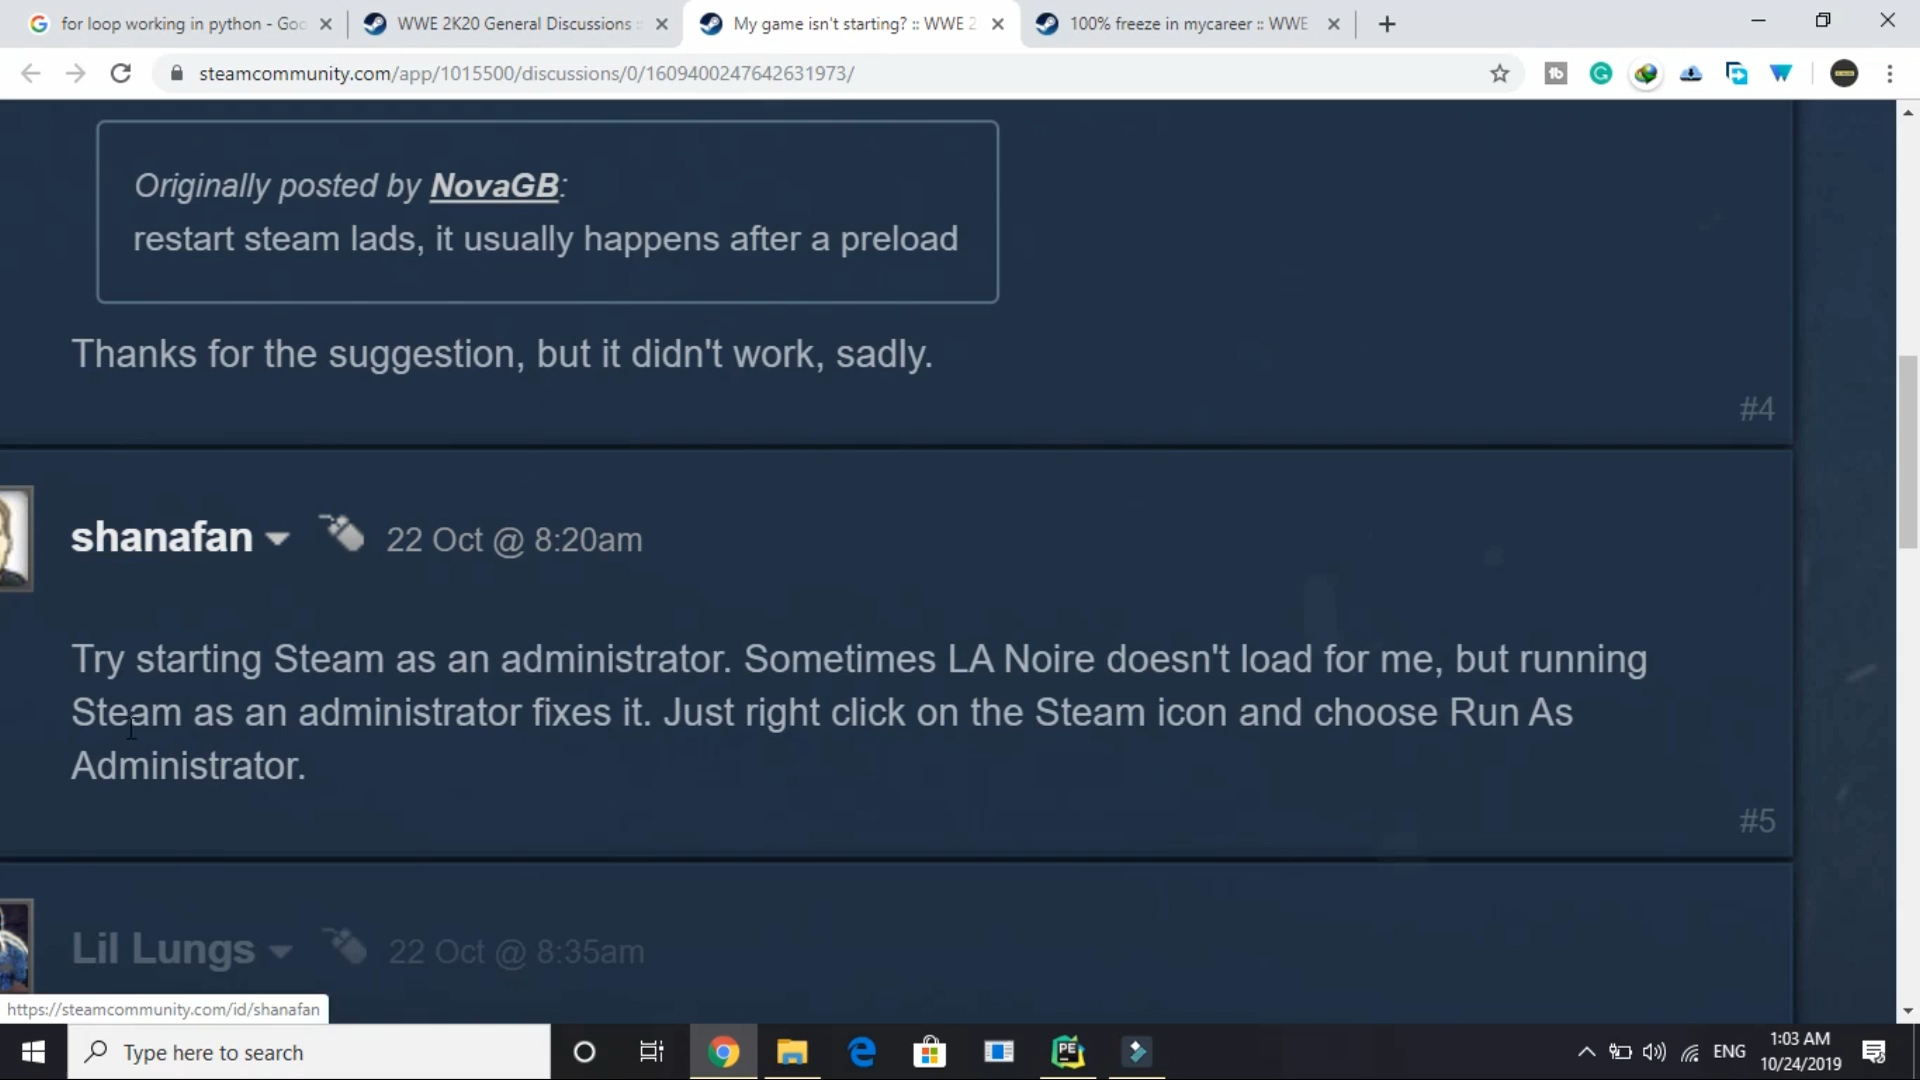 for loop working in python - Goo
WWE 2K20 General Discussions :
My game isn't starting? :: WWE 2
100% freeze in mycareer :: WWE
steamcommunity.com/app/1015500/discussions/0/1609400247642631973/
Originally posted by NovaGB:
restart steam lads, it usually happens after a preload
Thanks for the suggestion, but it didn't work, sadly.
#4
shanafan
22 Oct @ 8:20am
Try starting Steam as an administrator. Sometimes LA Noire doesn't load for me, but running
Steam as an administrator fixes it. Just right click on the Steam icon and choose Run As
Administrator.
#5
Lil Lungs
22 Oct @ 8:35am
https://steamcommunity.com/id/shanafan
Type here to search
PE
ENG
1:03 AM
10/24/2019